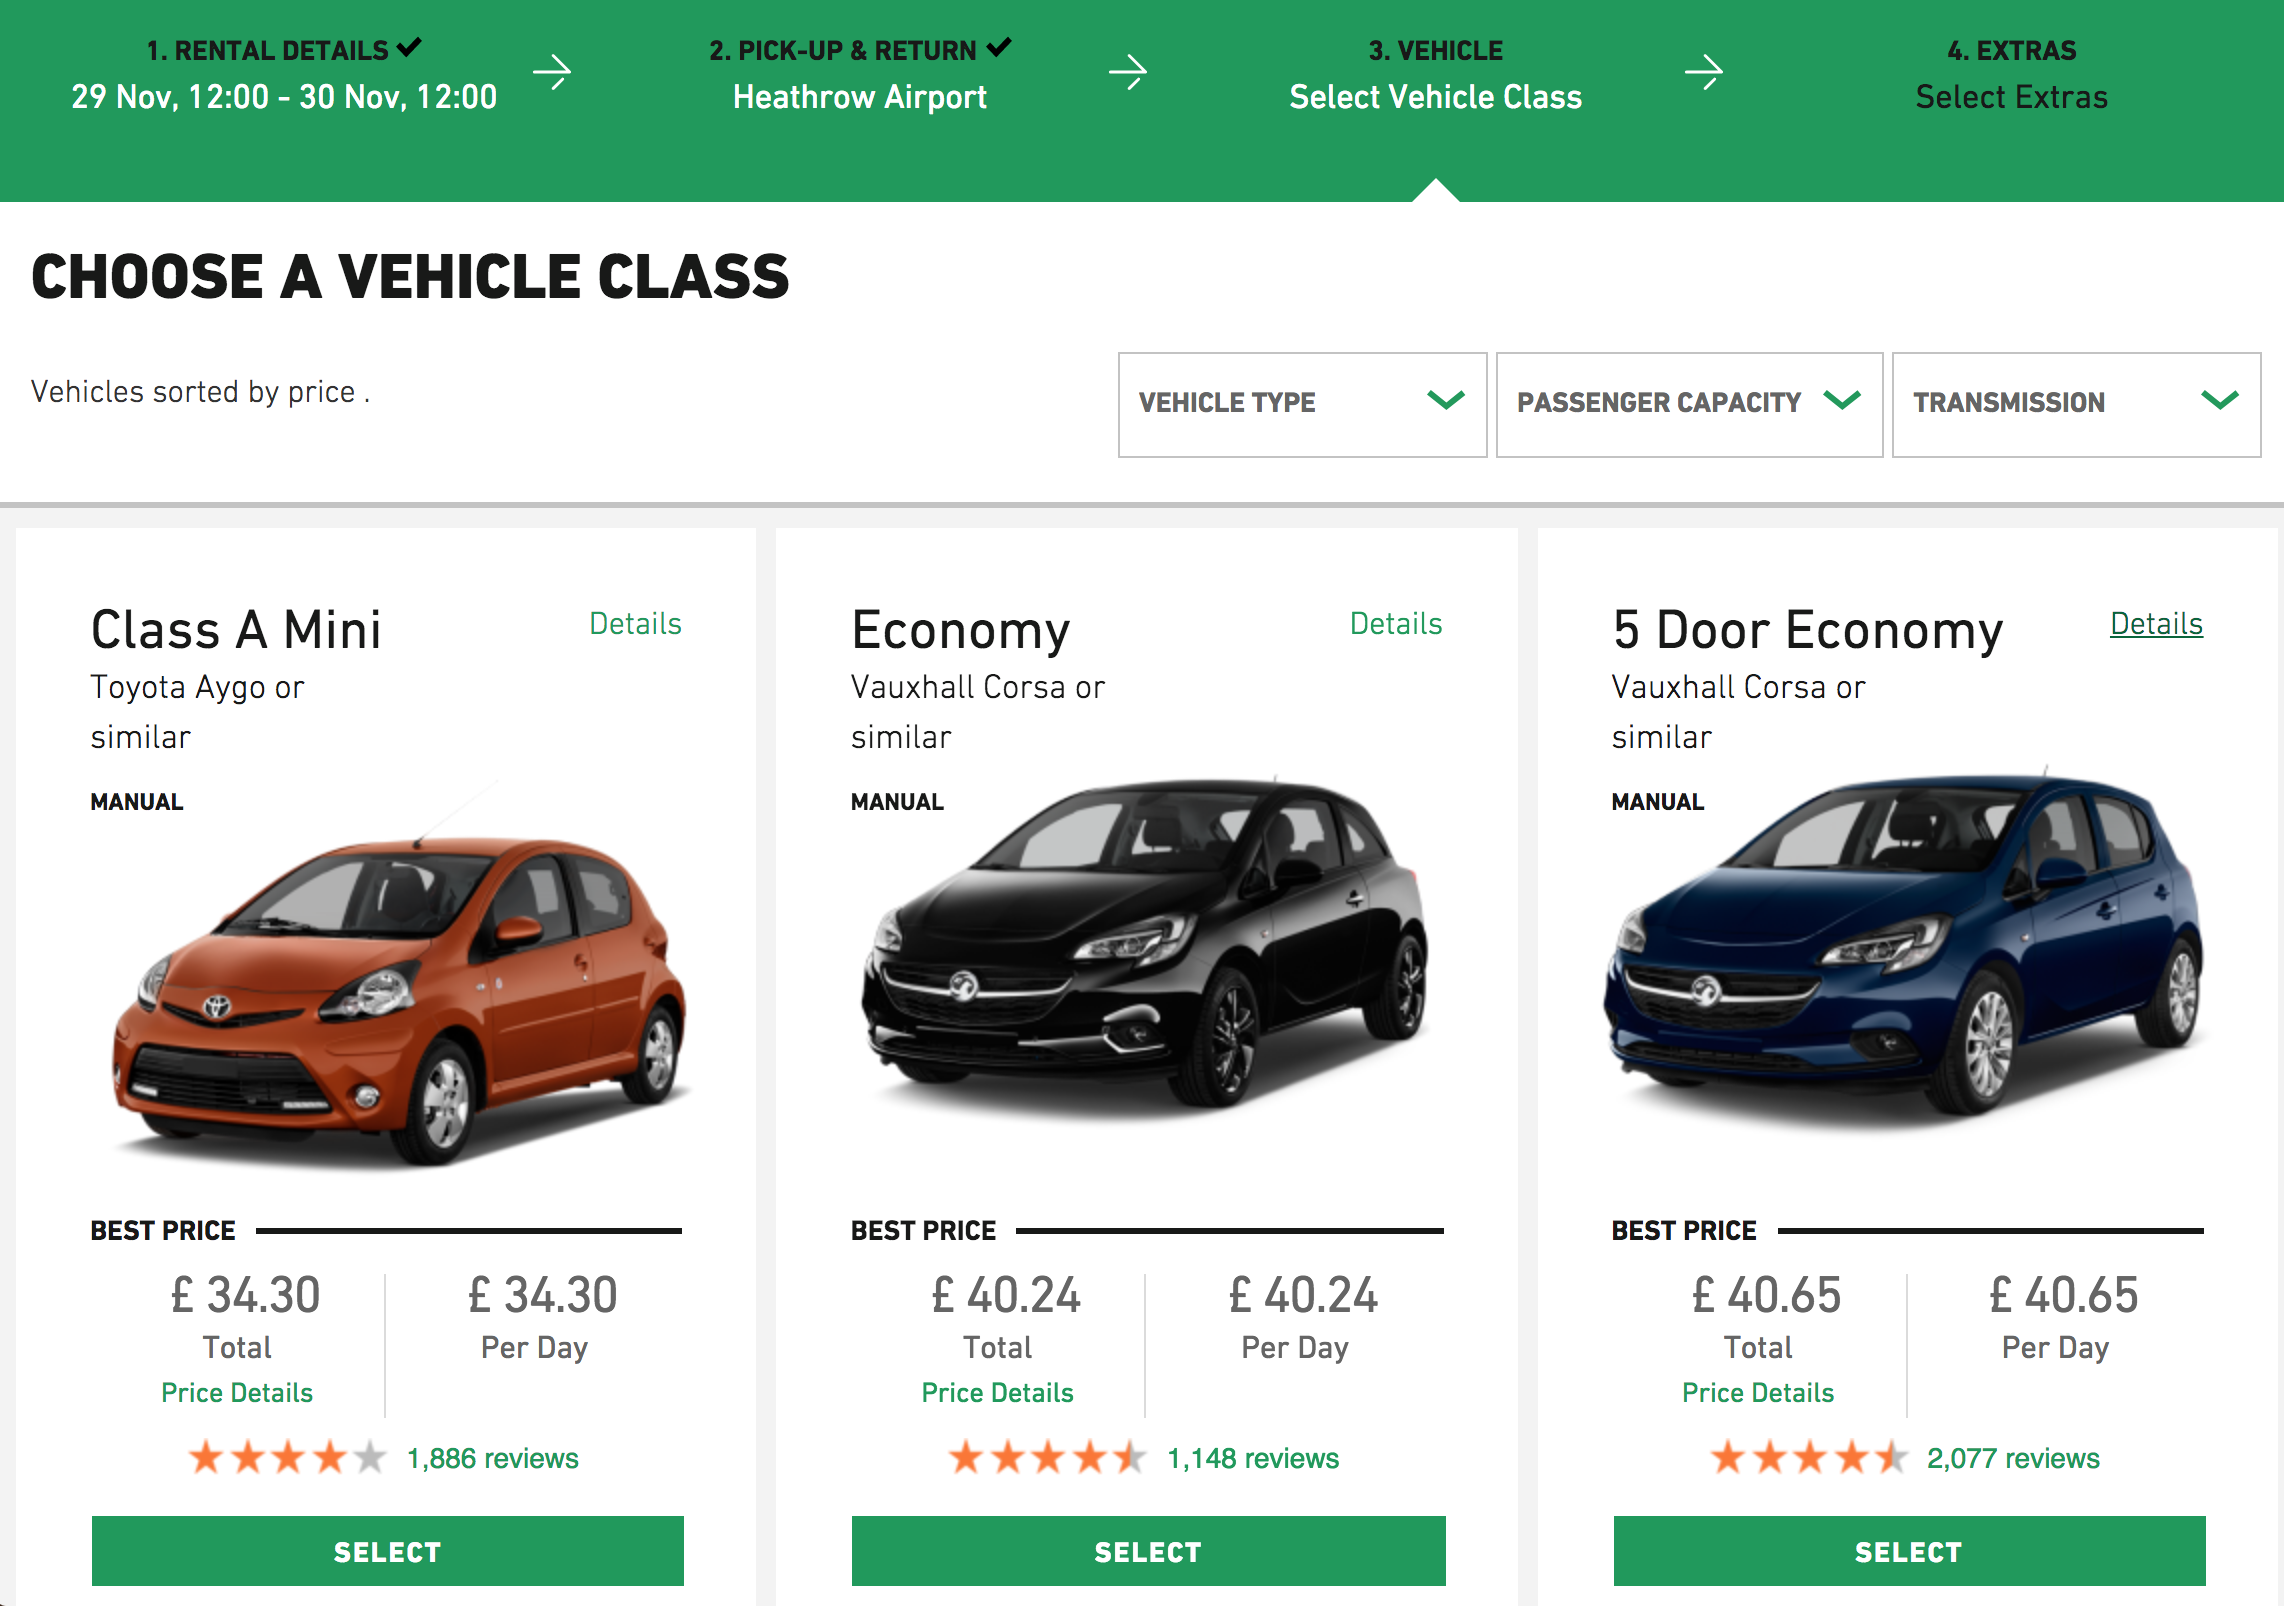 1. RENTAL DETAILS
29 Nov, 12:00 - 30 Nov, 12:00
2. PICK-UP & RETURN
Heathrow Airport
3. VEHICLE
Select Vehicle Class
4. EXTRAS
Select Extras
CHOOSE A VEHICLE CLASS
Vehicles sorted by price .
VEHICLE TYPE
PASSENGER CAPACITY
TRANSMISSION
Class A Mini
Details
Toyota Aygo or
similar
MANUAL
BEST PRICE
£ 34.30
Total
Price Details
£ 34.30
Per Day
1,886 reviews
SELECT
Economy
Details
Vauxhall Corsa or
similar
MANUAL
BEST PRICE
£ 40.24
Total
Price Details
£ 40.24
Per Day
1,148 reviews
SELECT
5 Door Economy
Details
Vauxhall Corsa or
similar
MANUAL
BEST PRICE
£ 40.65
Total
Price Details
£ 40.65
Per Day
2,077 reviews
SELECT